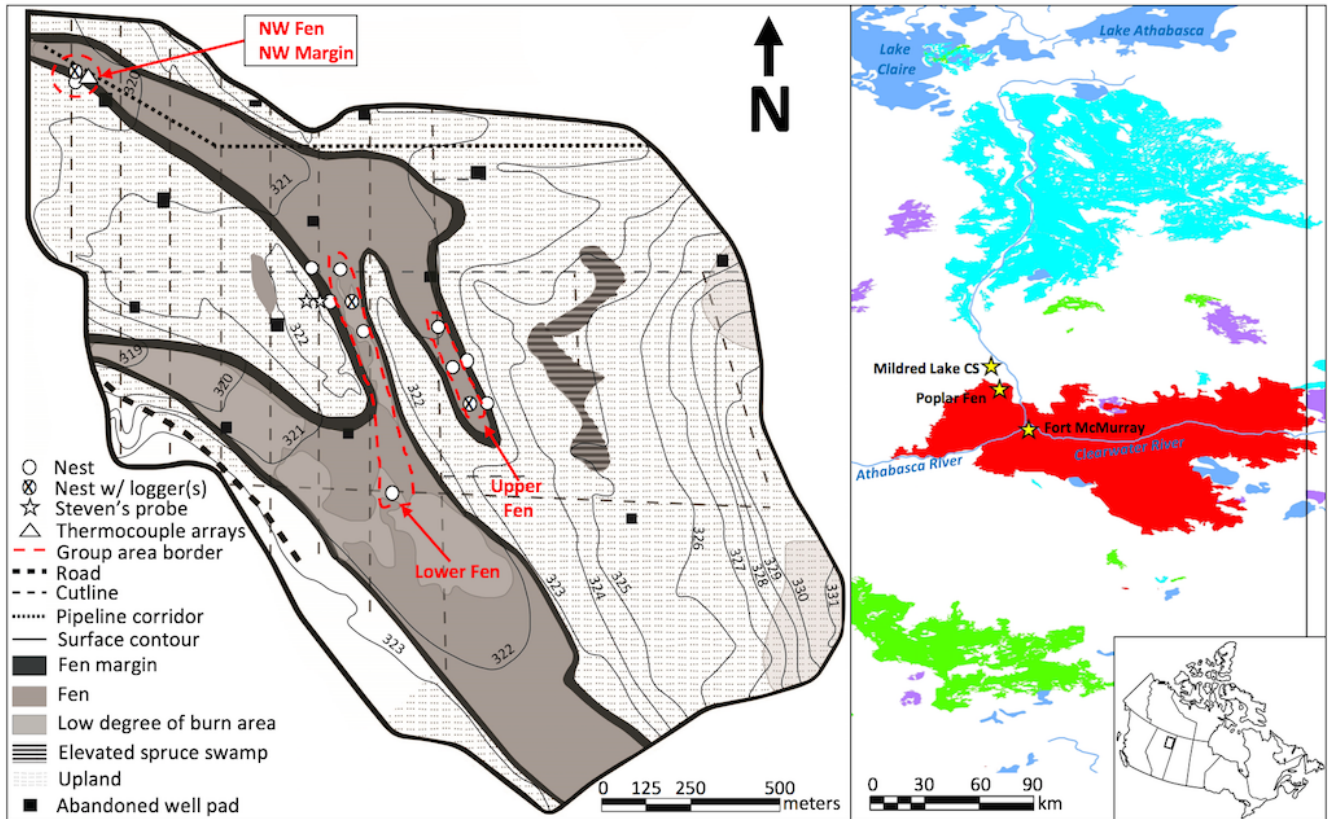 NW Fen
NW Margin
N
320
321
322
322
319
320
321
Upper
Fen
Lower Fen
323
324
325
326
327
328
329
330
331
322
323
Nest
Nest w/ logger(s)
Steven's probe
Thermocouple arrays
Group area border
Road
Cutline
Pipeline corridor
Surface contour
Fen margin
Fen
Low degree of burn area
Elevated spruce swamp
Upland
Abandoned well pad
0 125 250 500
meters
Lake
Claire
Lake Athabasca
Mildred Lake CS
Poplar Fen
Fort McMurray
Clearwater River
Athabasca River
0 30 60 90
km